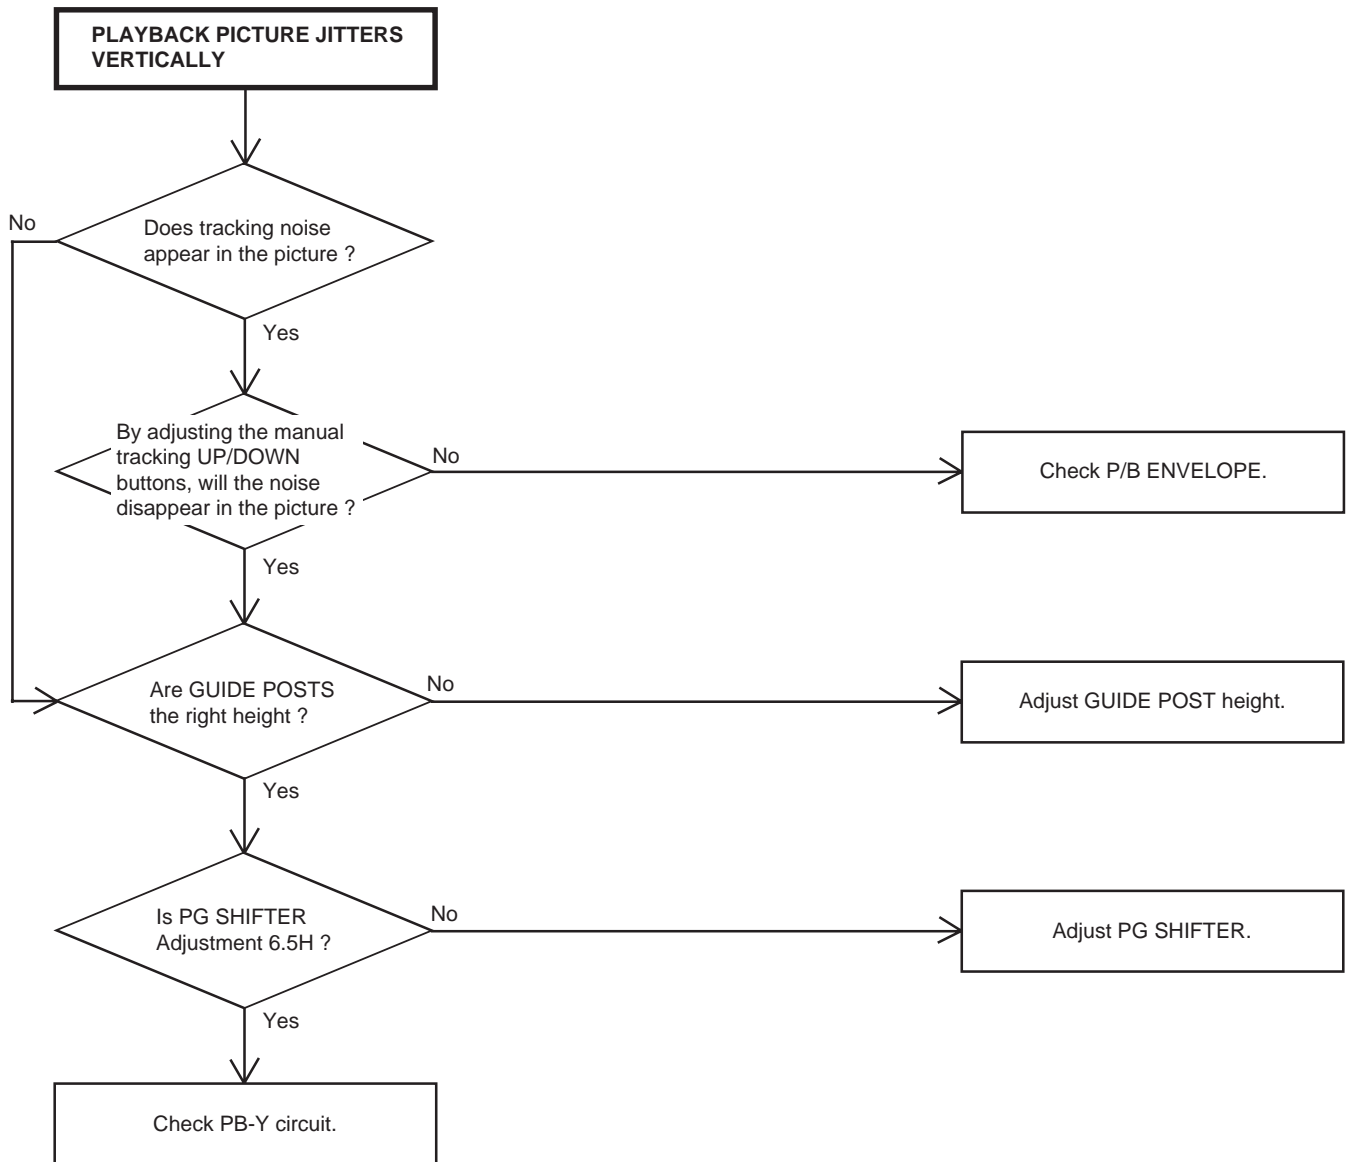 PLAYBACK PICTURE JITTERS
VERTICALLY
No
Does tracking noise
appear in the picture ?
Yes
By adjusting the manual
tracking UP/DOWN
buttons, will the noise
disappear in the picture ?
No
Check P/B ENVELOPE.
Yes
Are GUIDE POSTS
the right height ?
No
Adjust GUIDE POST height.
Yes
Is PG SHIFTER
Adjustment 6.5H ?
No
Adjust PG SHIFTER.
Yes
Check PB-Y circuit.